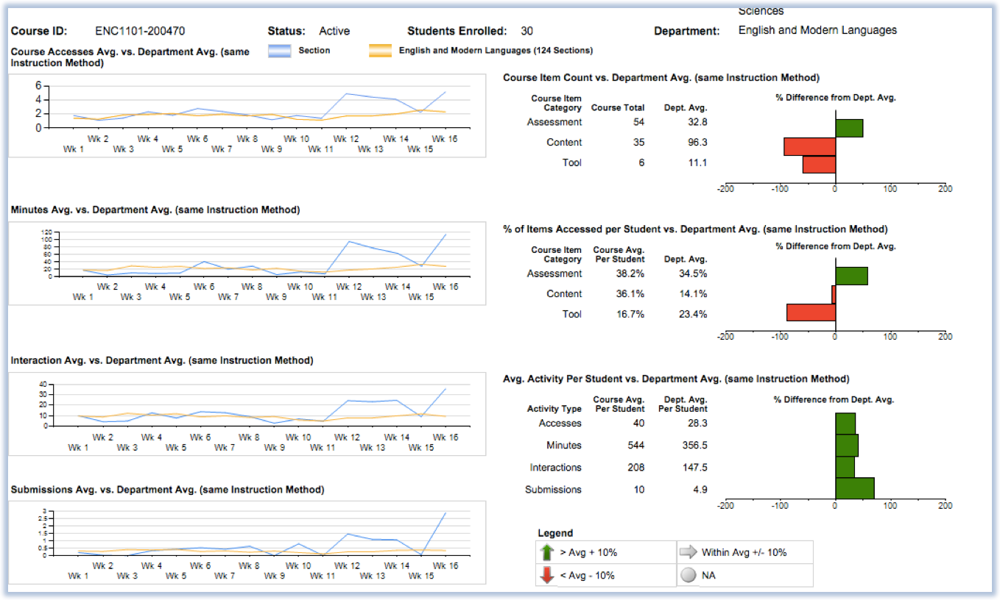 Sciences
Course ID: ENC1101-200470 Status: Active Students Enrolled: 30 Department: English and Modern Languages
Course Accesses Avg. vs. Department Avg. (same
Instruction Method)
Section
English and Modern Languages (124 Sections)
6
4
2
0
Wk 2 Wk 4 Wk 6 Wk 8 Wk 10 Wk 12 Wk 14 Wk 16
Wk 1 Wk 3 Wk 5 Wk 7 Wk 9 Wk 11 Wk 13 Wk 15
Minutes Avg. vs. Department Avg. (same Instruction Method)
120
100
80
60
40
20
0
Wk 2 Wk 4 Wk 6 Wk 8 Wk 10 Wk 12 Wk 14 Wk 16
Wk 1 Wk 3 Wk 5 Wk 7 Wk 9 Wk 11 Wk 13 Wk 15
Interaction Avg. vs. Department Avg. (same Instruction Method)
40
30
20
10
0
Wk 2 Wk 4 Wk 6 Wk 8 Wk 10 Wk 12 Wk 14 Wk 16
Wk 1 Wk 3 Wk 5 Wk 7 Wk 9 Wk 11 Wk 13 Wk 15
Submissions Avg. vs. Department Avg. (same Instruction Method)
3
2.5
2
1.5
1
0.5
0
Wk 2 Wk 4 Wk 6 Wk 8 Wk 10 Wk 12 Wk 14 Wk 16
Wk 1 Wk 3 Wk 5 Wk 7 Wk 9 Wk 11 Wk 13 Wk 15
Course Item Count vs. Department Avg. (same Instruction Method)
Course Item
Category Course Total Dept. Avg.
% Difference from Dept. Avg.
Assessment 54 32.8
Content 35 96.3
Tool 6 11.1
-200 -100 0 100 200
% of Items Accessed per Student vs. Department Avg. (same Instruction Method)
% Difference from Dept. Avg.
Course Item Course Avg.
Category Per Student Dept. Avg.
Assessment 38.2% 34.5%
Content 36.1% 14.1%
Tool 16.7% 23.4%
-200 -100 0 100 200
Avg. Activity Per Student vs. Department Avg. (same Instruction Method)
Course Avg. Dept. Avg.
Activity Type Per Student Per Student
% Difference from Dept. Avg.
Accesses 40 28.3
Minutes 544 356.5
Interactions 208 147.5
Submissions 10 4.9
-200 -100 0 100 200
Legend
> Avg + 10% Within Avg +/- 10%
< Avg - 10% NA